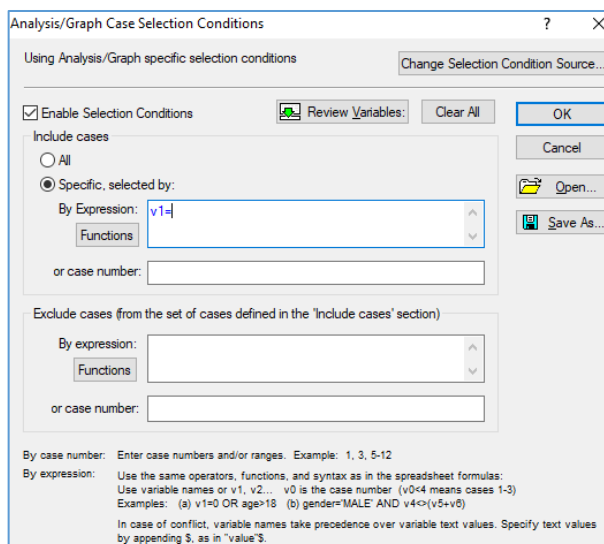 Analysis/Graph Case Selection Conditions ? ✕
Using Analysis/Graph specific selection conditions
Change Selection Condition Source...
Enable Selection Conditions
Review Variables:
Clear All
OK
Cancel
Open...
Save As...
Include cases
All
Specific, selected by:
By Expression:
v1=
Functions
or case number:
Exclude cases (from the set of cases defined in the 'Include cases' section)
By expression:
Functions
or case number:
By case number: Enter case numbers and/or ranges. Example: 1, 3, 5-12
By expression: Use the same operators, functions, and syntax as in the spreadsheet formulas:
Use variable names or v1, v2... v0 is the case number (v0<4 means cases 1-3)
Examples: (a) v1=0 OR age>18 (b) gender='MALE' AND v4<>(v5+v6)
In case of conflict, variable names take precedence over variable text values. Specify text values
by appending $, as in "value"$.